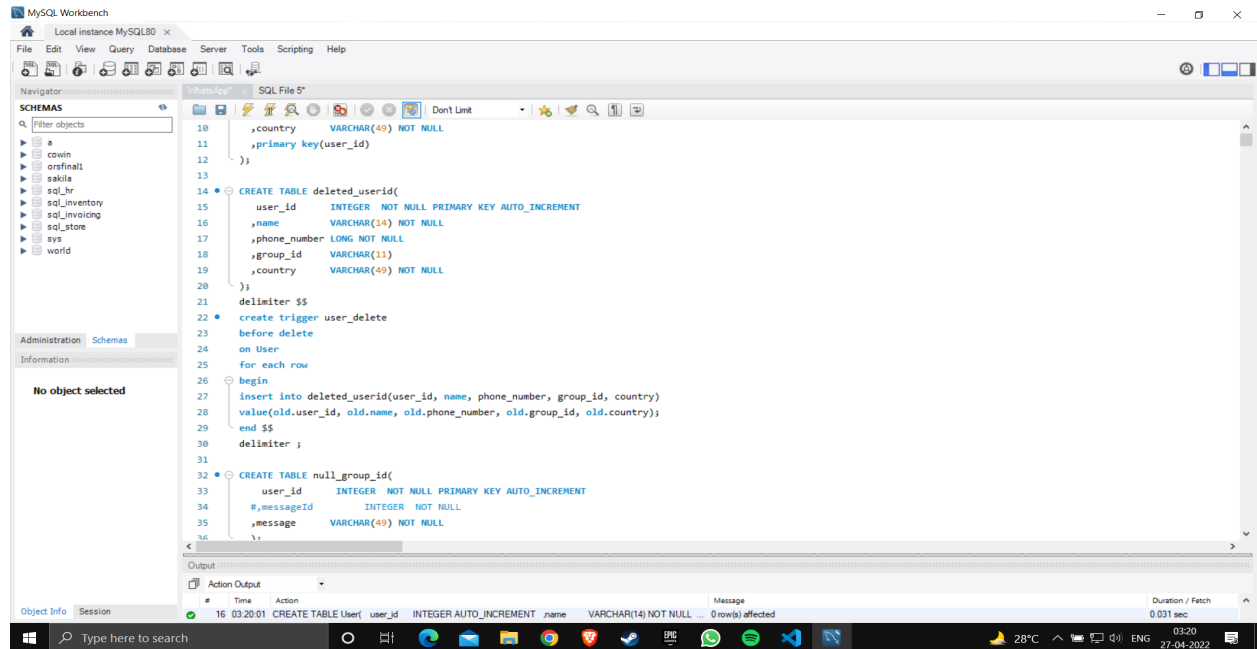 MySQL Workbench
Local instance MySQL80 ×
File Edit View Query Database Server Tools Scripting Help
Navigator
WhatsApp* × SQL File 5*
SCHEMAS
Filter objects
a
cowin
orsfinal1
sakila
sql_hr
sql_inventory
sql_invoicing
sql_store
sys
world
Administration Schemas
Information
No object selected
Object Info Session
Don't Limit
10 ,country VARCHAR(49) NOT NULL
11 ,primary key(user_id)
12 );
13
14 CREATE TABLE deleted_userid(
15 user_id INTEGER NOT NULL PRIMARY KEY AUTO_INCREMENT
16 ,name VARCHAR(14) NOT NULL
17 ,phone_number LONG NOT NULL
18 ,group_id VARCHAR(11)
19 ,country VARCHAR(49) NOT NULL
20 );
21 delimiter $$
22 create trigger user_delete
23 before delete
24 on User
25 for each row
26 begin
27 insert into deleted_userid(user_id, name, phone_number, group_id, country)
28 value(old.user_id, old.name, old.phone_number, old.group_id, old.country);
29 end $$
30 delimiter ;
31
32 CREATE TABLE null_group_id(
33 user_id INTEGER NOT NULL PRIMARY KEY AUTO_INCREMENT
34 #,messageId INTEGER NOT NULL
35 ,message VARCHAR(49) NOT NULL
36 );
Output
Action Output
# Time Action Message Duration / Fetch
16 03:20:01 CREATE TABLE User( user_id INTEGER AUTO_INCREMENT ,name VARCHAR(14) NOT NULL ... 0 row(s) affected 0.031 sec
Type here to search
EPIC
28°C
ENG
03:20
27-04-2022